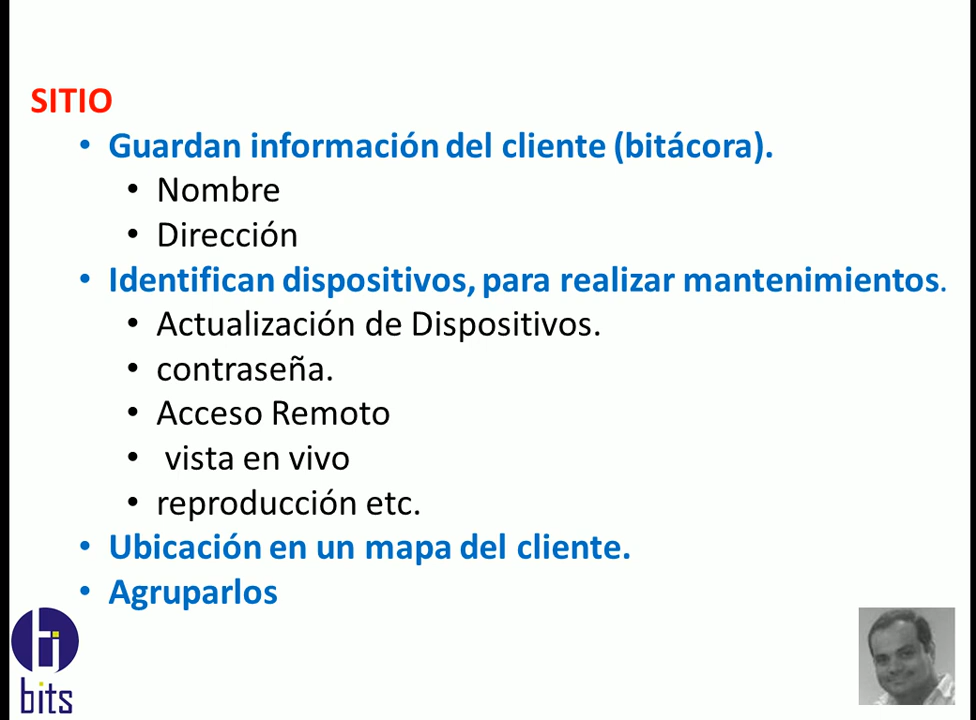 SITIO
• Guardan información del cliente (bitácora).
• Nombre
• Dirección
• Identifican dispositivos, para realizar mantenimientos.
• Actualización de Dispositivos.
• contraseña.
• Acceso Remoto
• vista en vivo
• reproducción etc.
• Ubicación en un mapa del cliente.
• Agruparlos
bits